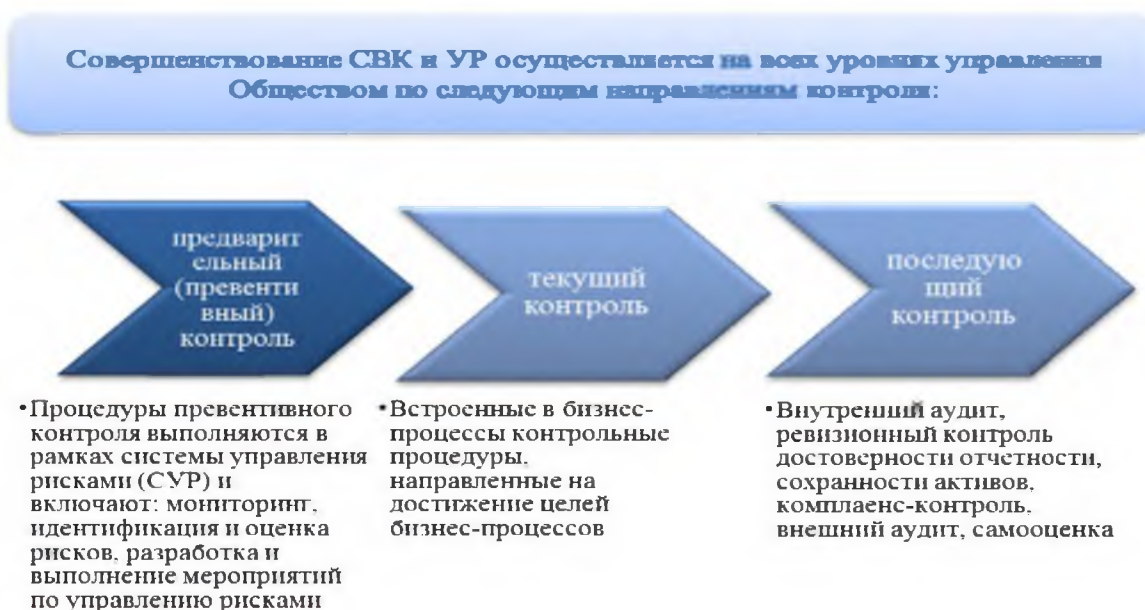 Совершенствование СВК и УР осуществляется на всех уровнях управления
Обществом по следующим направлениям контроля:
предварит
ельный
(превенти
вный)
контроль
текущий
контроль
последую
щий
контроль
•Процедуры превентивного
контроля выполняются в
рамках системы управления
рисками (СУР) и
включают: мониторинг,
идентификация и оценка
рисков, разработка и
выполнение мероприятий
по управлению рисками
•Встроенные в бизнес-
процессы контрольные
процедуры,
направленные на
достижение целей
бизнес-процессов
•Внутренний аудит,
ревизионный контроль
достоверности отчетности,
сохранности активов,
комплаенс-контроль,
внешний аудит, самооценка